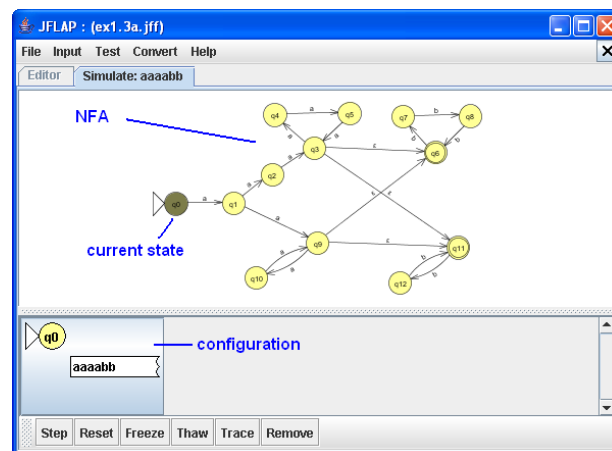 JFLAP : (ex1.3a.jff)
File Input Test Convert Help
Editor Simulate: aaaabb
NFA
q4 a q5
q7 b q8
a a
b
q3 c q6
a
q2
a
q0 a q1
a
current state
q9 c q11
a a
q10
b b
q12
q0
configuration
aaaabb
Step Reset Freeze Thaw Trace Remove